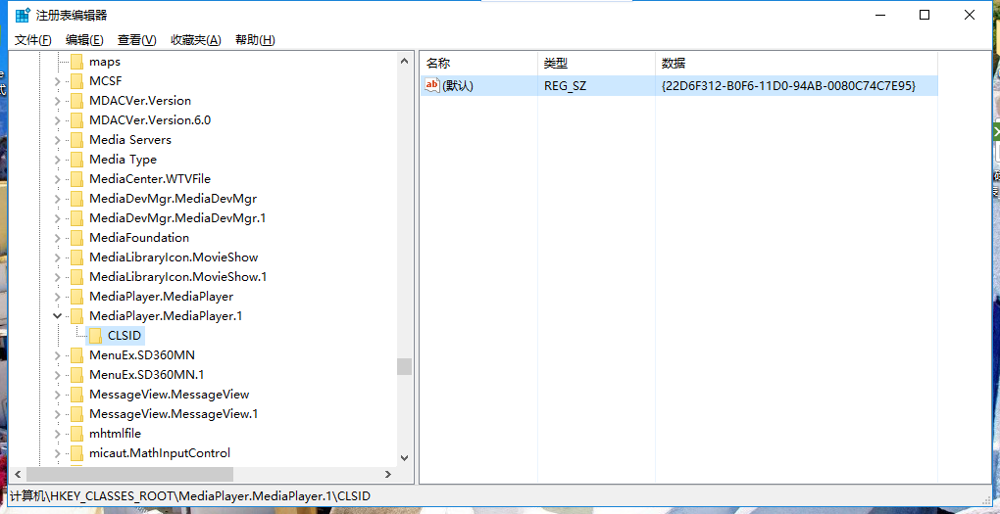 注册表编辑器
文件(F) 编辑(E) 查看(V) 收藏夹(A) 帮助(H)
maps
MCSF
MDACVer.Version
MDACVer.Version.6.0
Media Servers
Media Type
MediaCenter.WTVFile
MediaDevMgr.MediaDevMgr
MediaDevMgr.MediaDevMgr.1
MediaFoundation
MediaLibraryIcon.MovieShow
MediaLibraryIcon.MovieShow.1
MediaPlayer.MediaPlayer
MediaPlayer.MediaPlayer.1
CLSID
MenuEx.SD360MN
MenuEx.SD360MN.1
MessageView.MessageView
MessageView.MessageView.1
mhtmlfile
micaut.MathInputControl
名称 类型 数据
ab (默认) REG_SZ {22D6F312-B0F6-11D0-94AB-0080C74C7E95}
计算机\HKEY_CLASSES_ROOT\MediaPlayer.MediaPlayer.1\CLSID